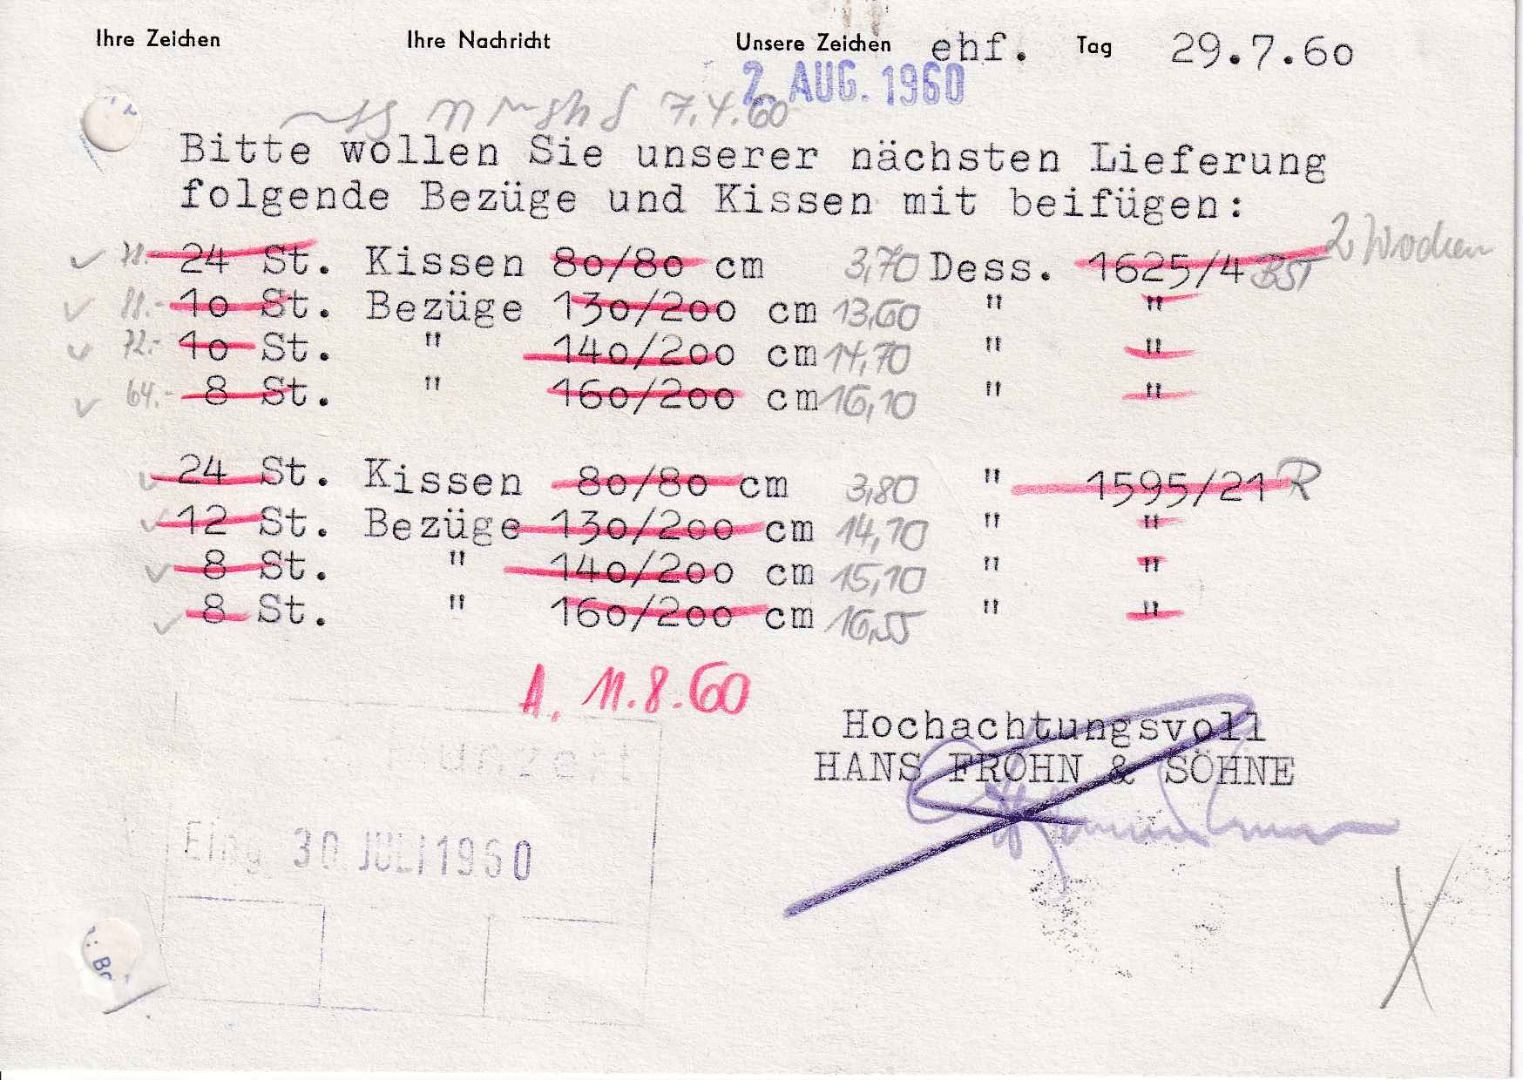 Ihre Zeichen Ihre Nachricht Unsere Zeichen ehf. Tag 29.7.60
2. AUG. 1960
7.4.60
Bitte wollen Sie unserer nächsten Lieferung
folgende Bezüge und Kissen mit beifügen:
2 Wochen
24 St. Kissen 80/80 cm 3,70 Dess. 1625/4 BST
10 St. Bezüge 130/200 cm 13,60 " "
72.- 10 St. " 140/200 cm 14,70 " "
64.- 8 St. " 160/200 cm 16,10 " "
24 St. Kissen 80/80 cm 3,80 " 1595/21 R
12 St. Bezüge 130/200 cm 14,10 " "
8 St. " 140/200 cm 15,10 " "
8 St. " 160/200 cm 16,55 " "
A. 11.8.60
Hochachtungsvoll
HANS FROHN & SÖHNE
Eing. 30 JULI 1960